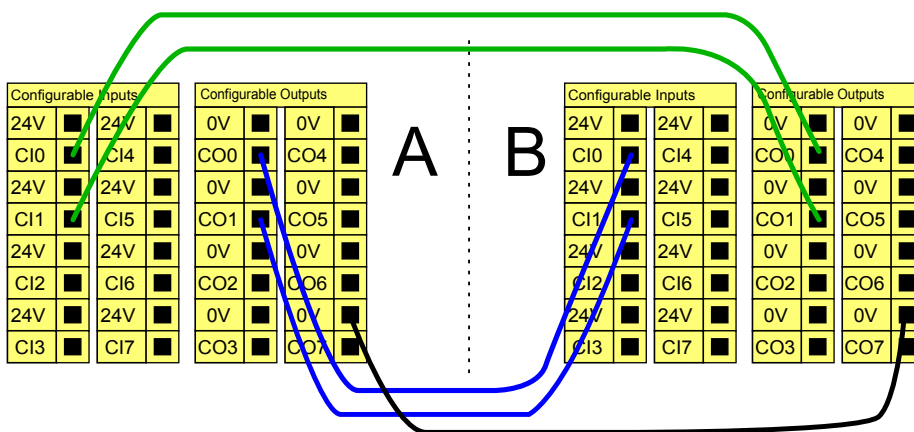 Configurable Inputs Configurable Outputs Configurable Inputs Configurable Outputs
24V 24V 0V 0V A B 24V 24V 0V 0V
CI0 CI4 CO0 CO4 CI0 CI4 CO0 CO4
24V 24V 0V 0V 24V 24V 0V 0V
CI1 CI5 CO1 CO5 CI1 CI5 CO1 CO5
24V 24V 0V 0V 24V 24V 0V 0V
CI2 CI6 CO2 CO6 CI2 CI6 CO2 CO6
24V 24V 0V 0V 24V 24V 0V 0V
CI3 CI7 CO3 CO7 CI3 CI7 CO3 CO7